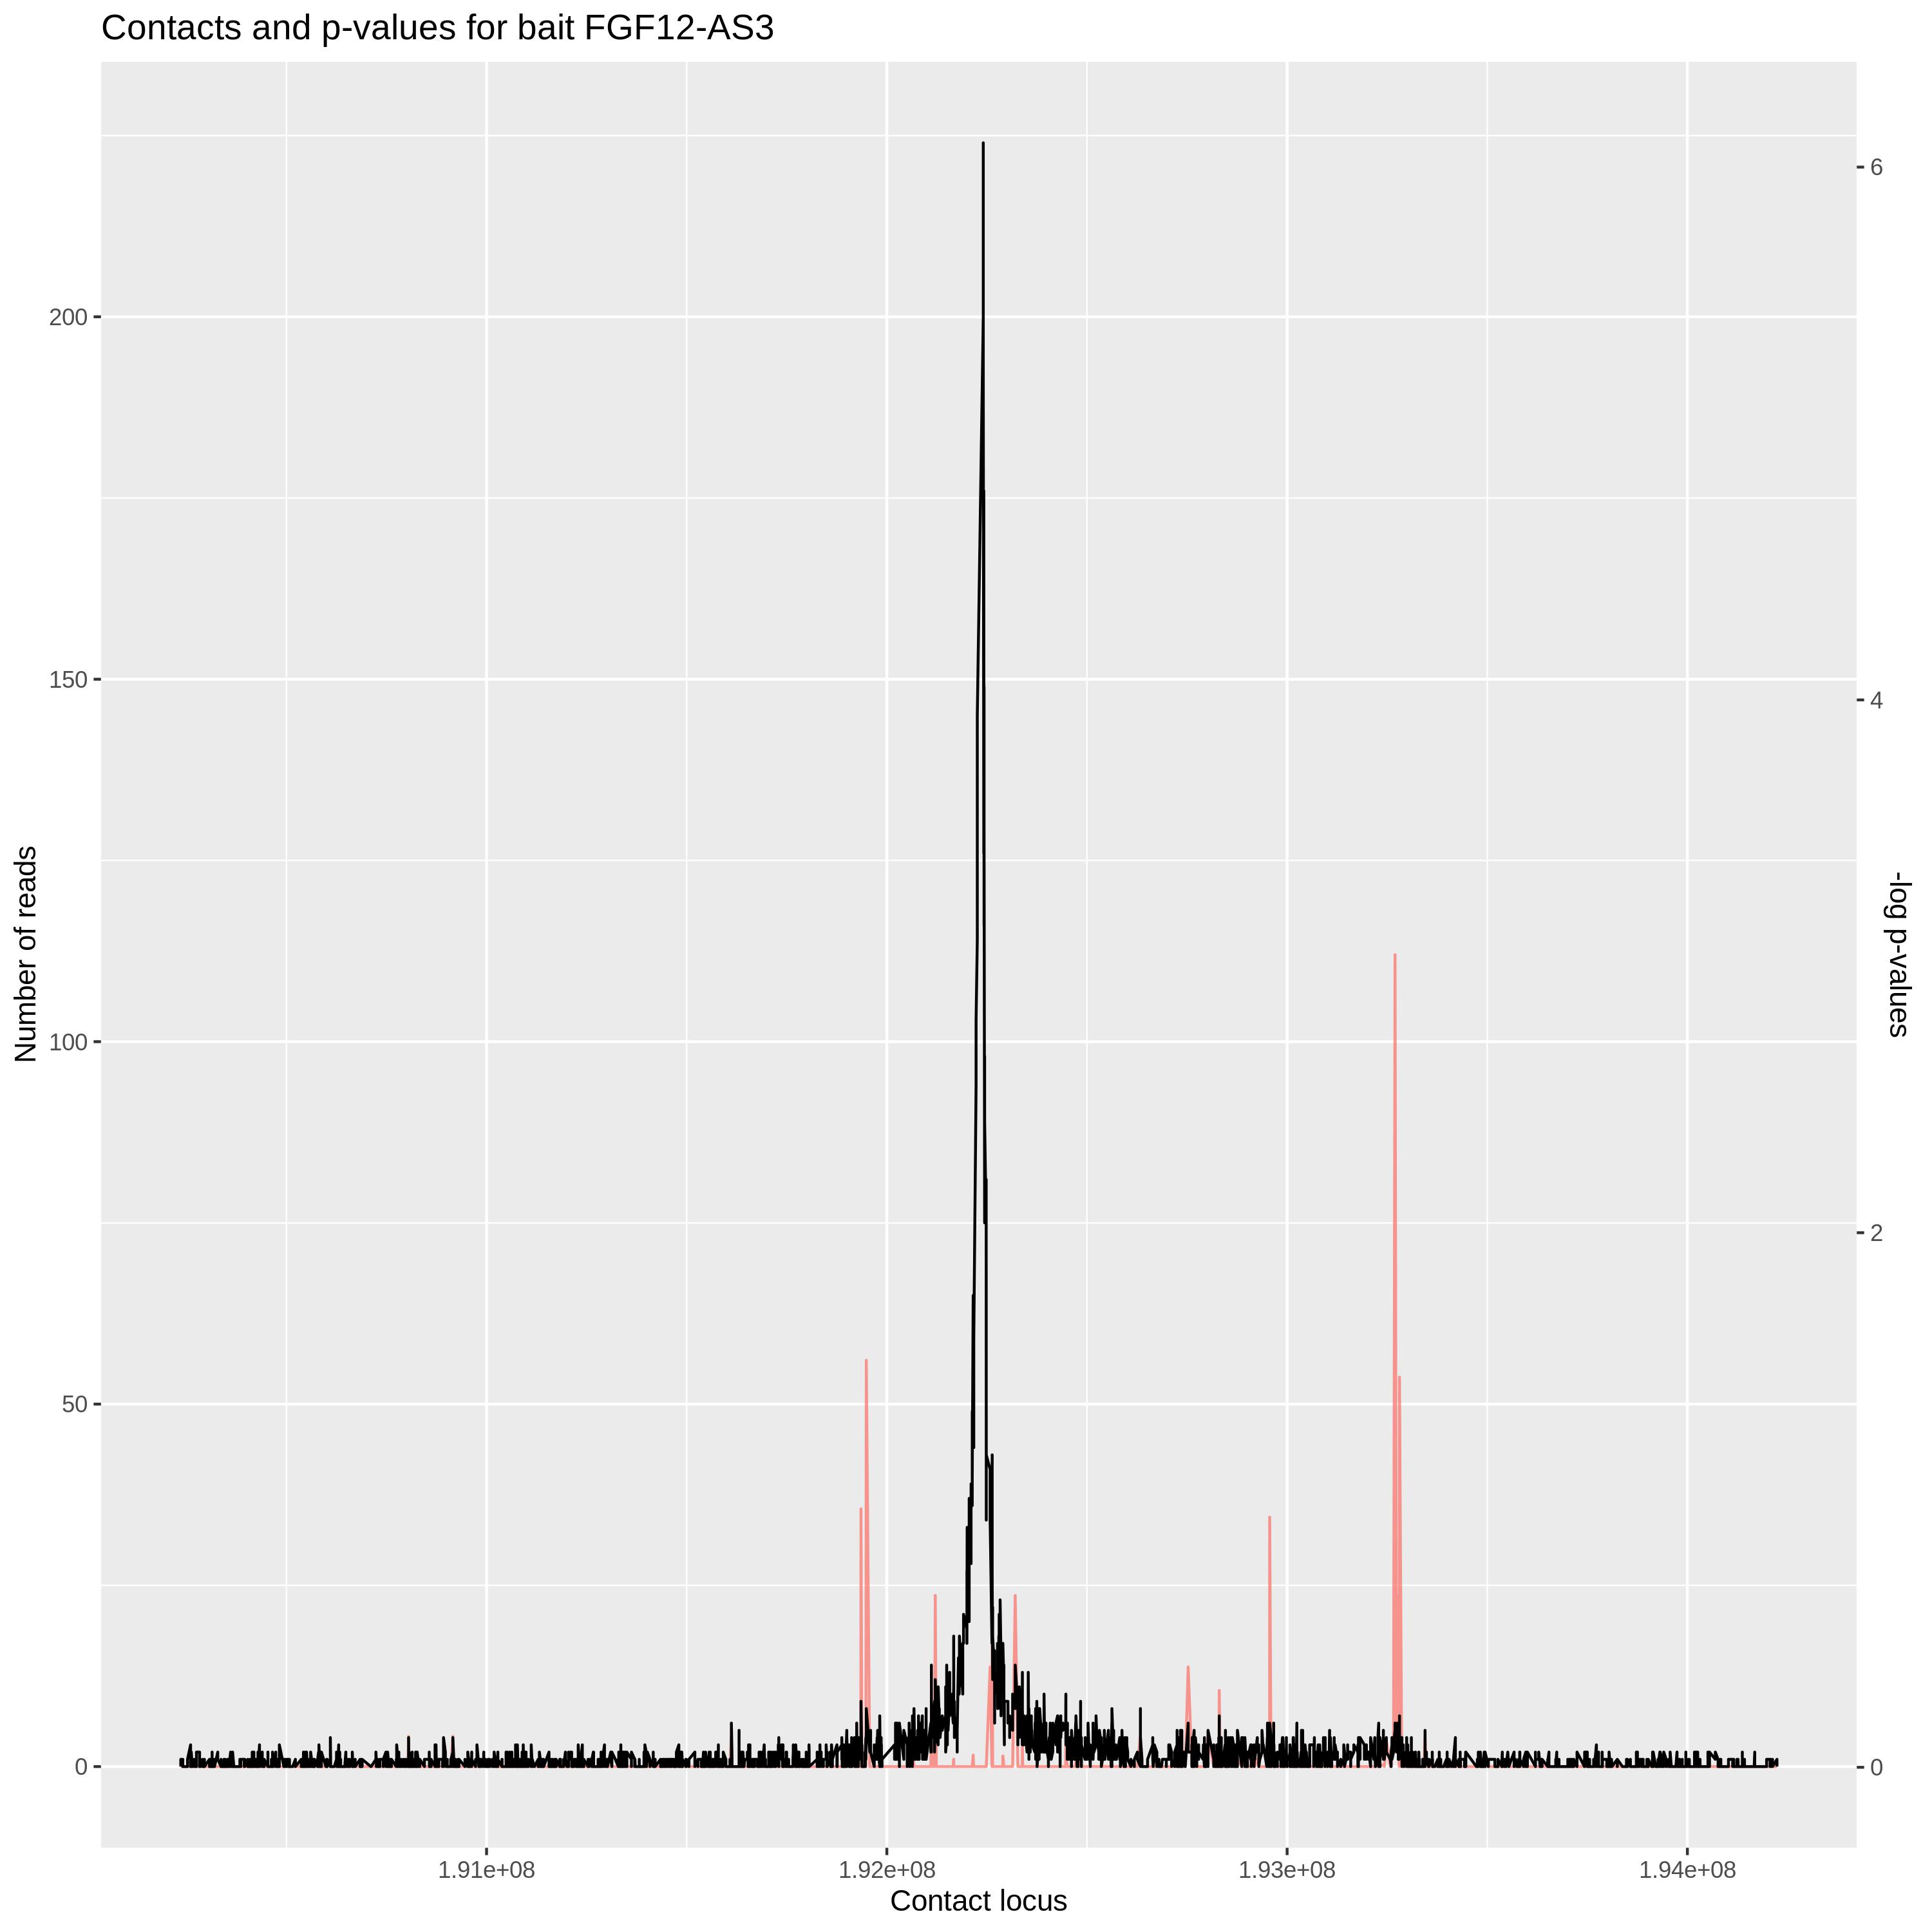 Contacts and p-values for bait FGF12-AS3
Number of reads
200
150
100
50
0
6
4
2
0
-log p-values
1.91e+08
1.92e+08
1.93e+08
1.94e+08
Contact locus